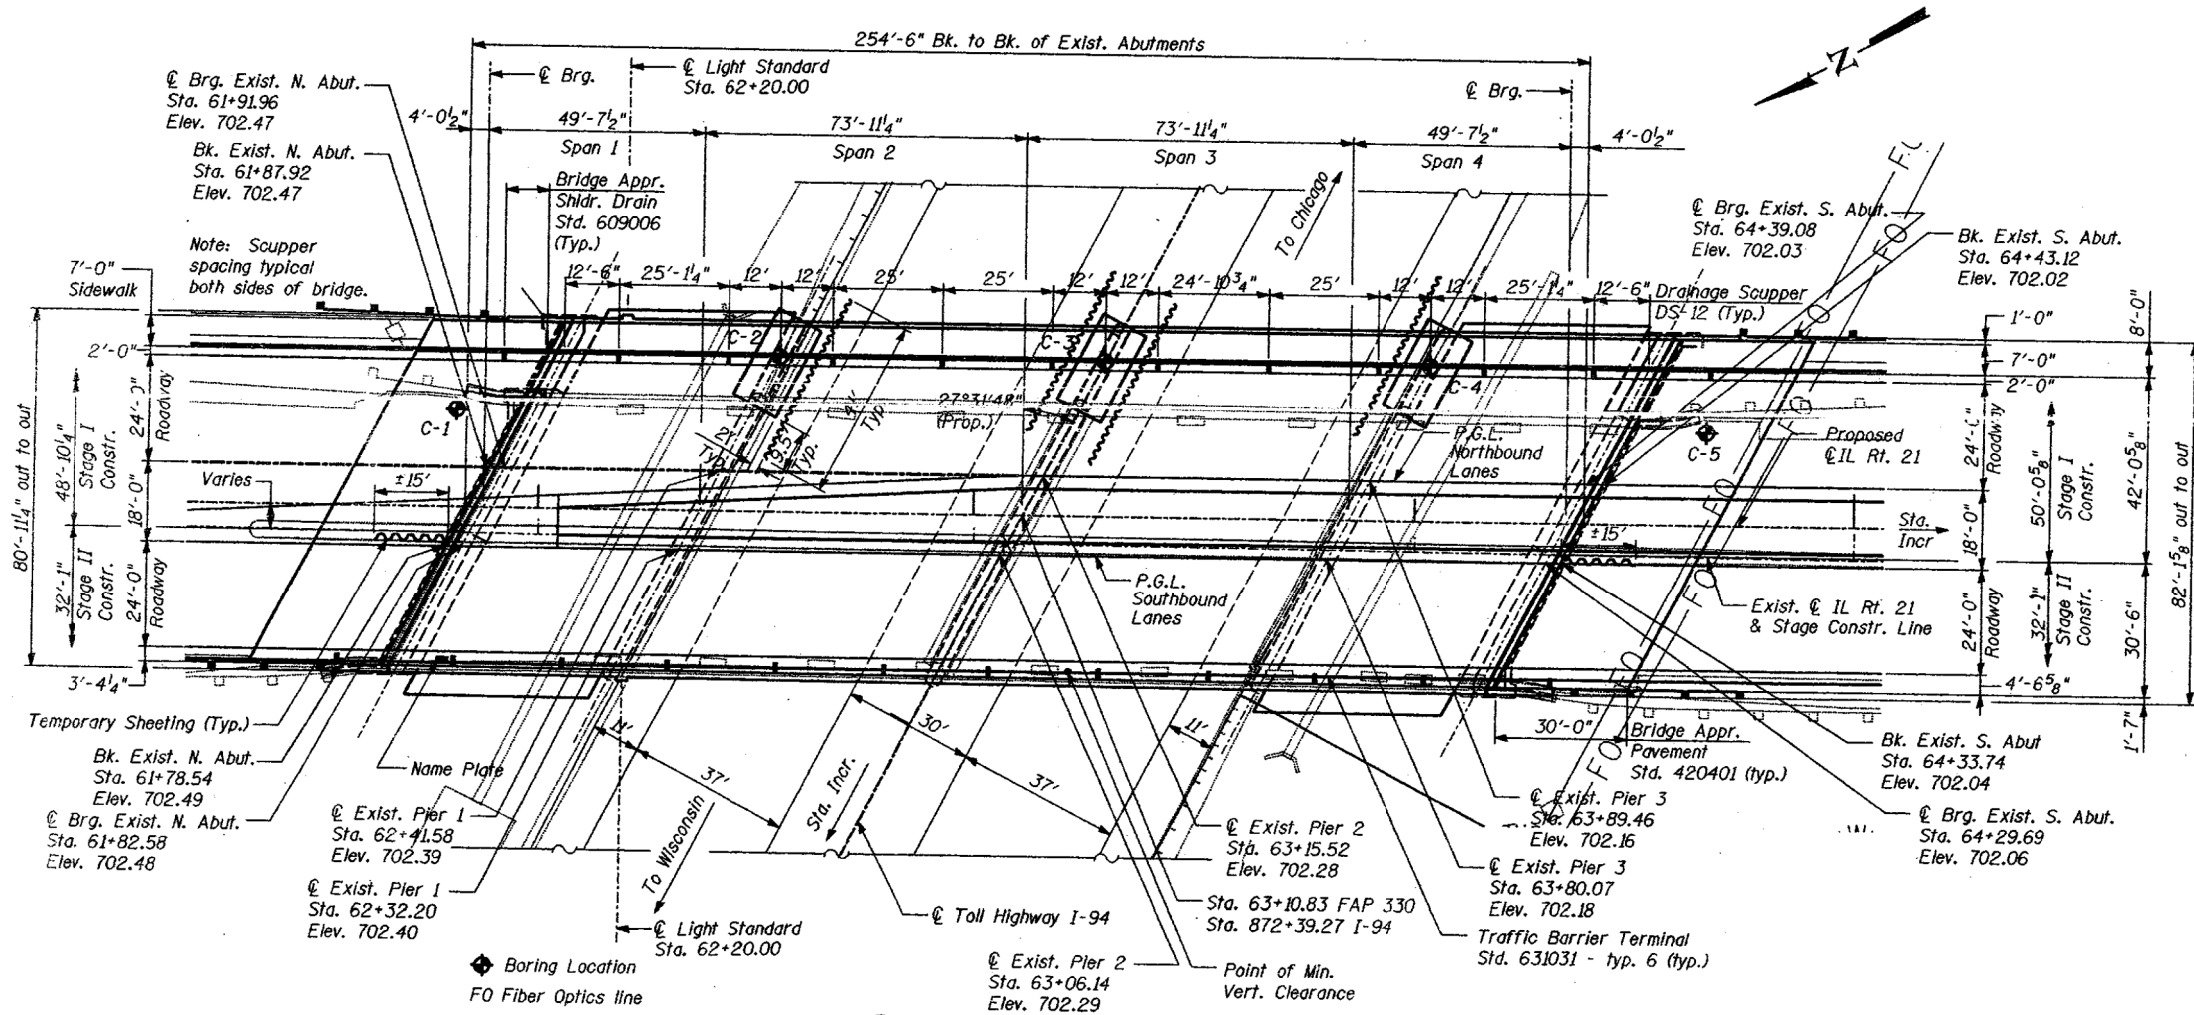 254'-6" Bk. to Bk. of Exist. Abutments
N
℄ Brg. Exist. N. Abut.
Sta. 61+91.96
Elev. 702.47
℄ Brg.
℄ Light Standard
Sta. 62+20.00
℄ Brg.
4'-0½"
49'-7½"
73'-11¼"
73'-11¼"
49'-7½"
4'-0½"
Span 1
Span 2
Span 3
Span 4
Bk. Exist. N. Abut.
Sta. 61+87.92
Elev. 702.47
Bridge Appr.
Shldr. Drain
Std. 609006
(Typ.)
To Chicago
FO
FO
℄ Brg. Exist. S. Abut.
Sta. 64+39.08
Elev. 702.03
Bk. Exist. S. Abut.
Sta. 64+43.12
Elev. 702.02
Note: Scupper
spacing typical
both sides of bridge.
7'-0"
Sidewalk
12'-6"
25'-1¼"
12'
12'
25'
25'
12'
12'
24'-10¾"
25'
12'
12'
25'-1¼"
12'-6"
Drainage Scupper
DS-12 (Typ.)
1'-0"
8'-0"
7'-0"
2'-0"
2'-0"
C-1
C-2
C-3
C-4
C-5
27°31'48"
(Prop.)
Typ.
Typ.
Typ.
P.G.L.
Northbound
Lanes
Proposed
℄ IL Rt. 21
80'-11¼" out to out
48'-10¼"
Stage I
Constr.
Roadway
18'-0"
32'-1"
Stage II
Constr.
24'-0"
Roadway
3'-4¼"
Varies
±15'
±15'
Sta.
Incr
Roadway
18'-0"
24'-0"
Roadway
50'-0⅝"
Stage I
Constr.
32'-1"
Stage II
Constr.
42'-0⅝"
30'-6"
82'-1⅝" out to out
4'-6⅝"
1'-7"
P.G.L.
Southbound
Lanes
Exist. ℄ IL Rt. 21
& Stage Constr. Line
FO
FO
FO
Temporary Sheeting (Typ.)
Bk. Exist. N. Abut.
Sta. 61+78.54
Elev. 702.49
℄ Brg. Exist. N. Abut.
Sta. 61+82.58
Elev. 702.48
Name Plate
11'
37'
30'
37'
11'
30'-0"
Bridge Appr.
Pavement
Std. 420401 (typ.)
Bk. Exist. S. Abut
Sta. 64+33.74
Elev. 702.04
℄ Brg. Exist. S. Abut.
Sta. 64+29.69
Elev. 702.06
℄ Exist. Pier 1
Sta. 62+41.58
Elev. 702.39
℄ Exist. Pier 1
Sta. 62+32.20
Elev. 702.40
To Wisconsin
Sta. Incr.
℄ Light Standard
Sta. 62+20.00
℄ Toll Highway I-94
℄ Exist. Pier 2
Sta. 63+15.52
Elev. 702.28
℄ Exist. Pier 3
Sta. 63+89.46
Elev. 702.16
℄ Exist. Pier 3
Sta. 63+80.07
Elev. 702.18
Sta. 63+10.83 FAP 330
Sta. 872+39.27 I-94
Traffic Barrier Terminal
Std. 631031 - typ. 6 (typ.)
℄ Exist. Pier 2
Sta. 63+06.14
Elev. 702.29
Point of Min.
Vert. Clearance
Boring Location
FO Fiber Optics line